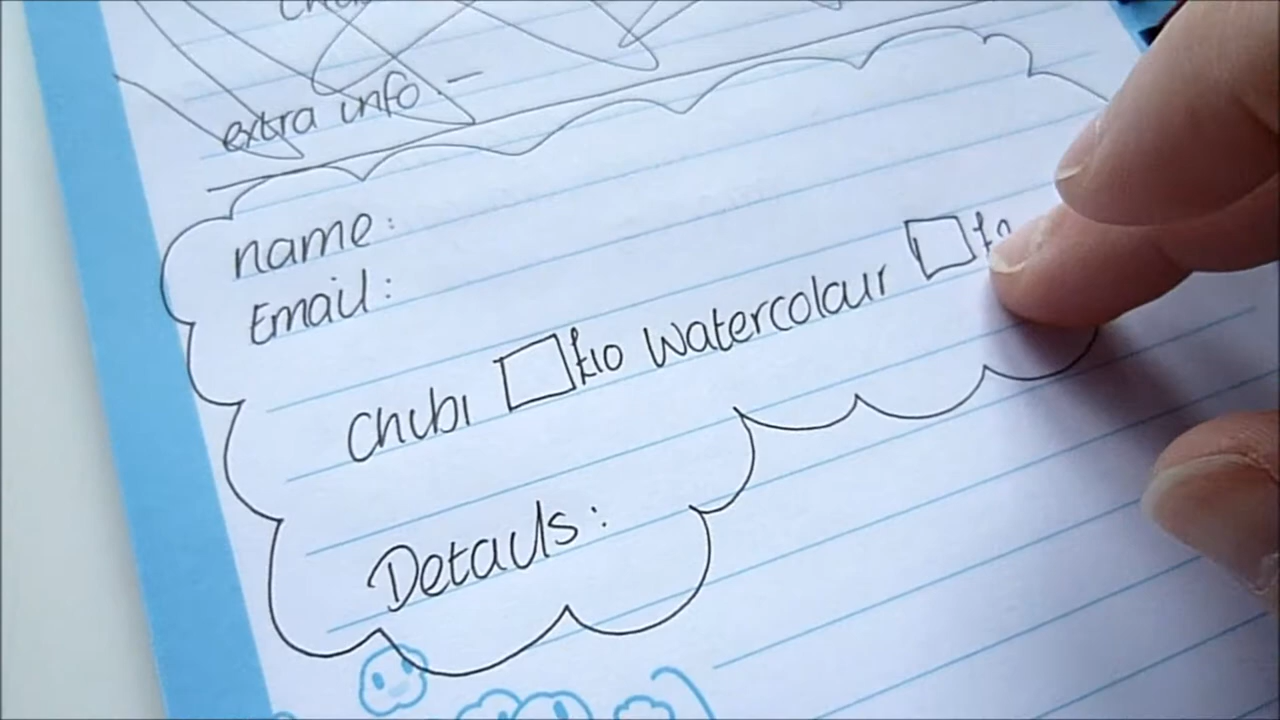 extra info -
name:
Email:
Chibi £10 Watercolour
Details: